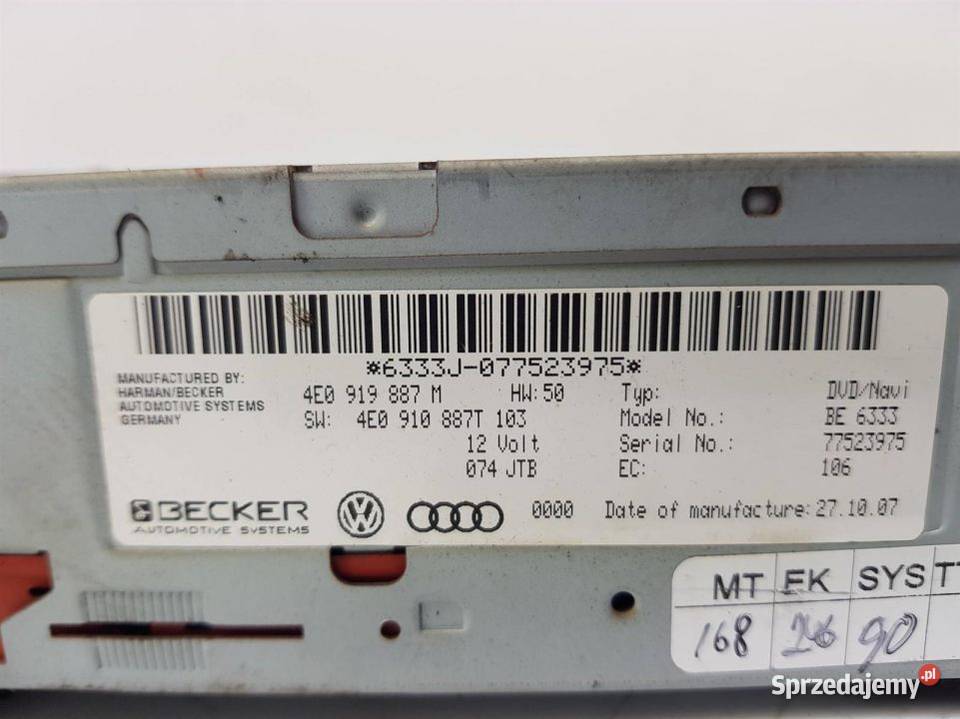 *6333J-077523975*
MANUFACTURED BY:
HARMAN/BECKER
AUTOMOTIVE SYSTEMS
GERMANY
4E0 919 887 M HW:50
SW: 4E0 910 887T 103
12 Volt
074 JTB
Typ: DVD/Navi
Model No.: BE 6333
Serial No.: 77523975
EC: 106
BECKER
AUTOMOTIVE SYSTEMS
0000 Date of manufacture:27.10.07
MT EK SYS
168 246 90
Sprzedajemy.pl